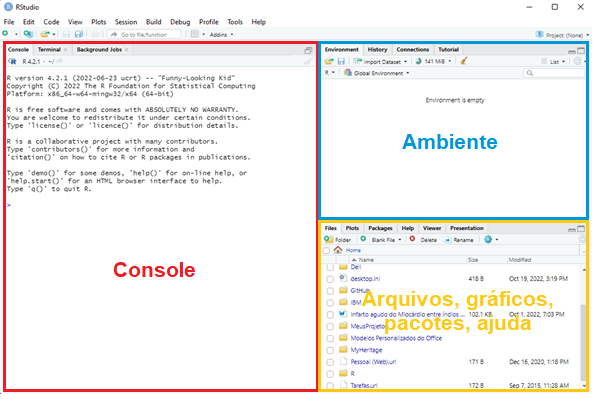 RStudio
File Edit Code View Plots Session Build Debug Profile Tools Help
Go to file/function Addins Project: (None)
Console Terminal Background Jobs
R 4.2.1 · ~/
R version 4.2.1 (2022-06-23 ucrt) -- "Funny-Looking Kid"
Copyright (C) 2022 The R Foundation for Statistical Computing
Platform: x86_64-w64-mingw32/x64 (64-bit)
R is free software and comes with ABSOLUTELY NO WARRANTY.
You are welcome to redistribute it under certain conditions.
Type 'license()' or 'licence()' for distribution details.
R is a collaborative project with many contributors.
Type 'contributors()' for more information and
'citation()' on how to cite R or R packages in publications.
Type 'demo()' for some demos, 'help()' for on-line help, or
'help.start()' for an HTML browser interface to help.
Type 'q()' to quit R.
>
Console
Environment History Connections Tutorial
Import Dataset 141 MiB List
R Global Environment
Environment is empty
Ambiente
Files Plots Packages Help Viewer Presentation
Folder Blank File Delete Rename
Home
Name Size Modified
Dell
desktop.ini 418 B Oct 19, 2022, 3:19 PM
GitHub
IBM
Infarto agudo do Miocárdio entre índios ... 102.1 KB Oct 1, 2022, 7:03 PM
MeusProjetos
Modelos Personalizados do Office
MyHeritage
Pessoal (Web).url 171 B Dec 16, 2020, 1:18 PM
R
Tarefas.url 172 B Sep 7, 2015, 11:28 AM
Arquivos, gráficos,
pacotes, ajuda